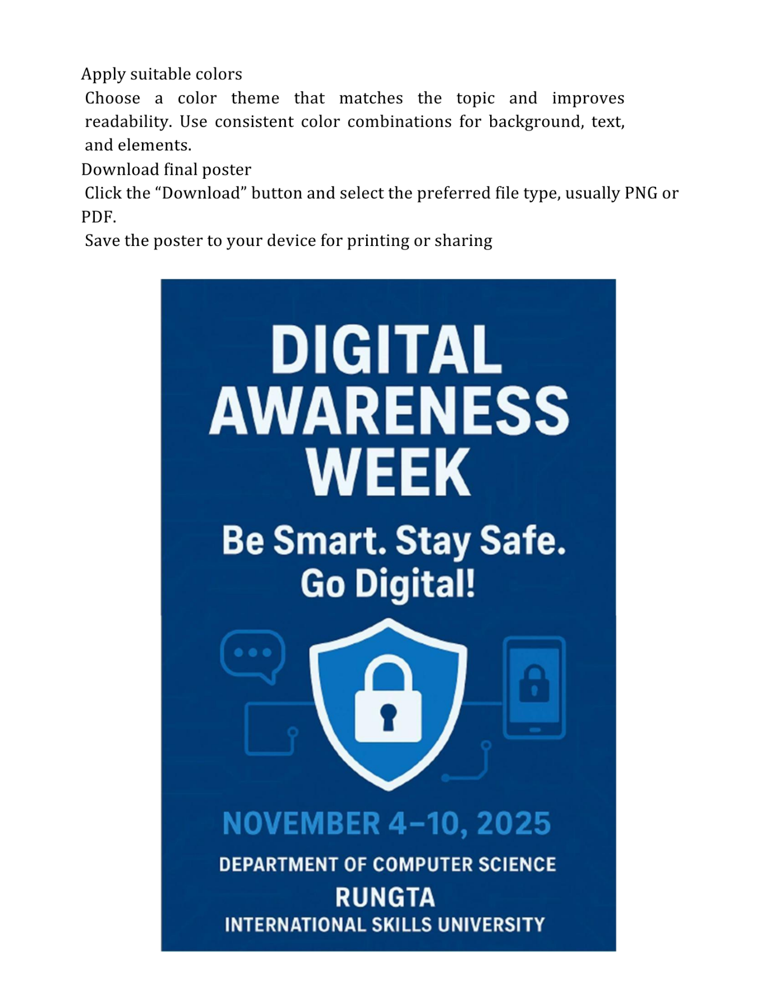 Apply suitable colors
Choose a color theme that matches the topic and improves
readability. Use consistent color combinations for background, text,
and elements.
Download final poster
Click the “Download” button and select the preferred file type, usually PNG or
PDF.
Save the poster to your device for printing or sharing
DIGITAL
AWARENESS
WEEK
Be Smart. Stay Safe.
Go Digital!
NOVEMBER 4–10, 2025
DEPARTMENT OF COMPUTER SCIENCE
RUNGTA
INTERNATIONAL SKILLS UNIVERSITY